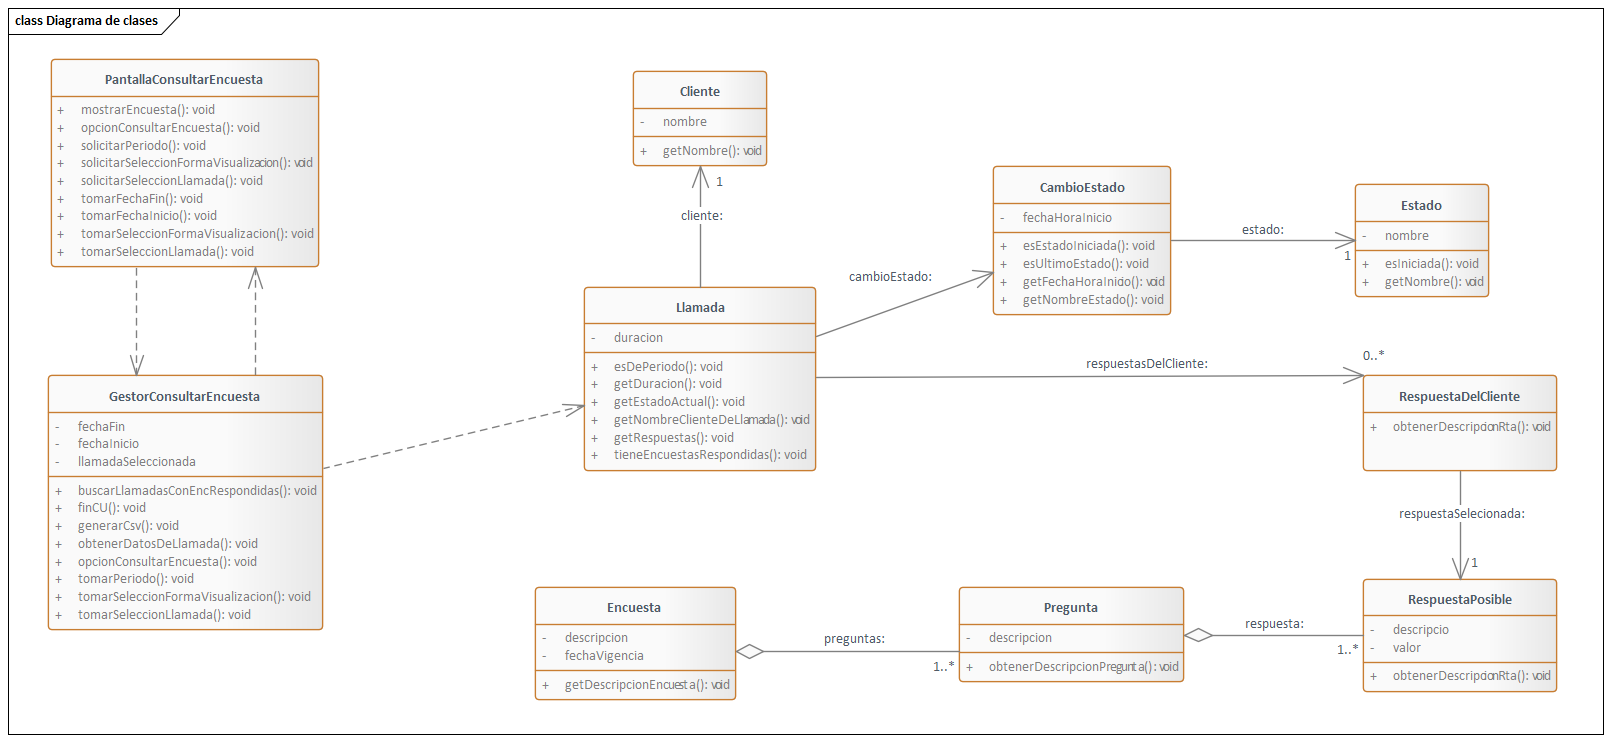 class Diagrama de clases
PantallaConsultarEncuesta
+ mostrarEncuesta(): void
+ opcionConsultarEncuesta(): void
+ solicitarPeriodo(): void
+ solicitarSeleccionFormaVisualizacion(): void
+ solicitarSeleccionLlamada(): void
+ tomarFechaFin(): void
+ tomarFechaInicio(): void
+ tomarSeleccionFormaVisualizacion(): void
+ tomarSeleccionLlamada(): void
Cliente
- nombre
+ getNombre(): void
1
cliente:
CambioEstado
- fechaHoraInicio
+ esEstadoIniciada(): void
+ esUltimoEstado(): void
+ getFechaHoraInicio(): void
+ getNombreEstado(): void
estado:
1
Estado
- nombre
+ esIniciada(): void
+ getNombre(): void
cambioEstado:
Llamada
- duracion
+ esDePeriodo(): void
+ getDuracion(): void
+ getEstadoActual(): void
+ getNombreClienteDeLlamada(): void
+ getRespuestas(): void
+ tieneEncuestasRespondidas(): void
respuestasDelCliente:
0..*
RespuestaDelCliente
+ obtenerDescripcionRta(): void
GestorConsultarEncuesta
- fechaFin
- fechaInicio
- llamadaSeleccionada
+ buscarLlamadasConEncRespondidas(): void
+ finCU(): void
+ generarCsv(): void
+ obtenerDatosDeLlamada(): void
+ opcionConsultarEncuesta(): void
+ tomarPeriodo(): void
+ tomarSeleccionFormaVisualizacion(): void
+ tomarSeleccionLlamada(): void
respuestaSelecionada:
1
Encuesta
- descripcion
- fechaVigencia
+ getDescripcionEncuesta(): void
preguntas:
1..*
Pregunta
- descripcion
+ obtenerDescripcionPregunta(): void
respuesta:
1..*
RespuestaPosible
- descripcio
- valor
+ obtenerDescripcionRta(): void